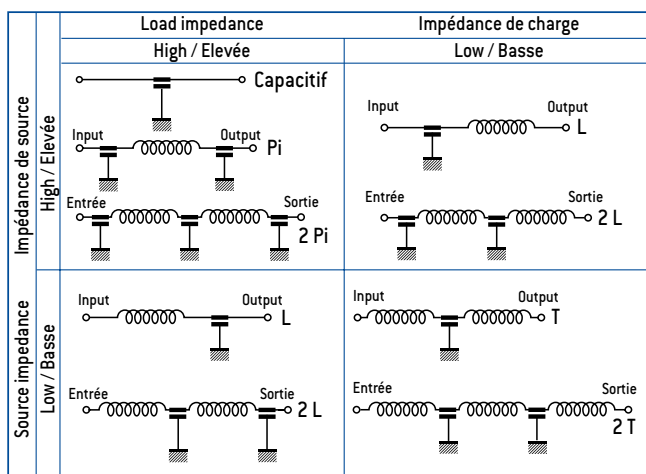 Load impedance
Impédance de charge
High / Elevée
Low / Basse
Impédance de source
High / Elevée
Capacitif
Input
Output
Pi
Entrée
Sortie
2 Pi
Input
Output
L
Entrée
Sortie
2 L
Source impedance
Low / Basse
Input
Output
L
Entrée
Sortie
2 L
Input
Output
T
Entrée
Sortie
2 T